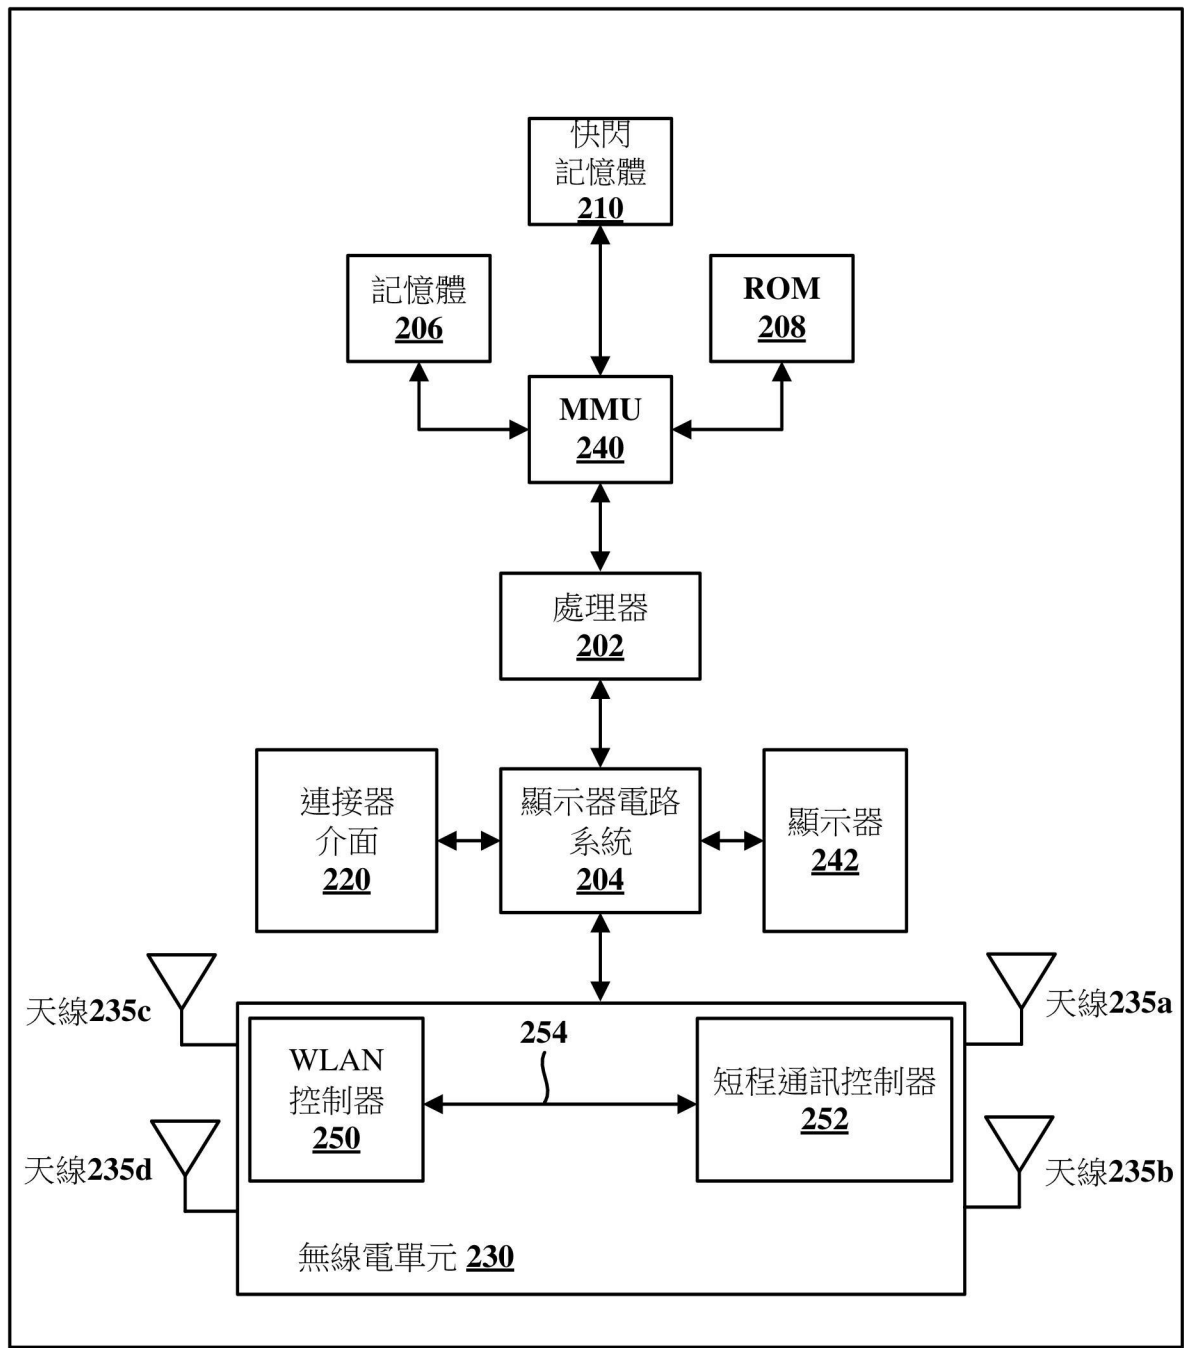 快閃
記憶體
210
記憶體
206
ROM
208
MMU
240
處理器
202
連接器
介面
220
顯示器電路
系統
204
顯示器
242
天線235c
天線235a
WLAN
控制器
250
254
短程通訊控制器
252
天線235d
天線235b
無線電單元 230